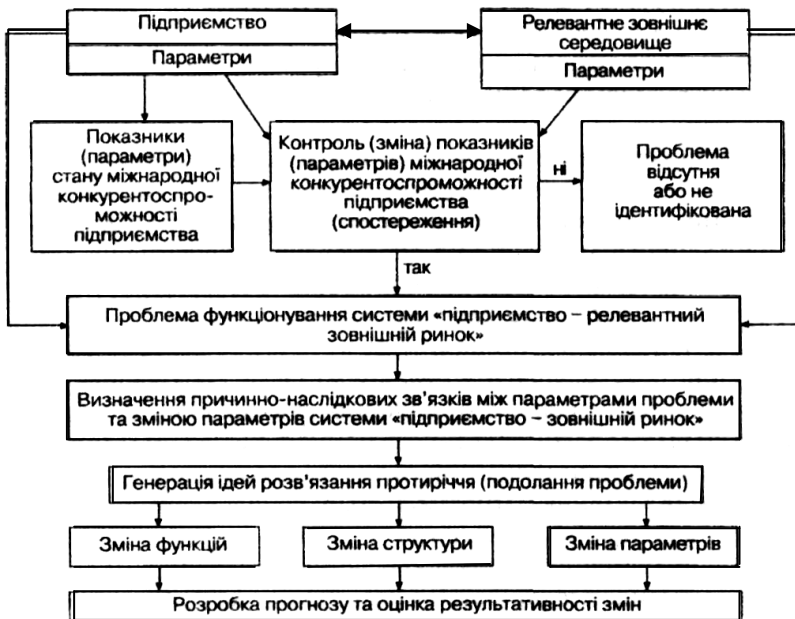 Підприємство
Параметри
Релевантне зовнішнє
середовище
Параметри
Показники
(параметри)
стану міжнародної
конкурентоспро-
можності
підприємства
Контроль (зміна) показників
(параметрів) міжнародної
конкурентоспроможності
підприємства
(спостереження)
ні
Проблема
відсутня
або не
ідентифікована
так
Проблема функціонування системи «підприємство – релевантний
зовнішній ринок»
Визначення причинно-наслідкових зв'язків між параметрами проблеми
та зміною параметрів системи «підприємство – зовнішній ринок»
Генерація ідей розв'язання протиріччя (подолання проблеми)
Зміна функцій
Зміна структури
Зміна параметрів
Розробка прогнозу та оцінка результативності змін